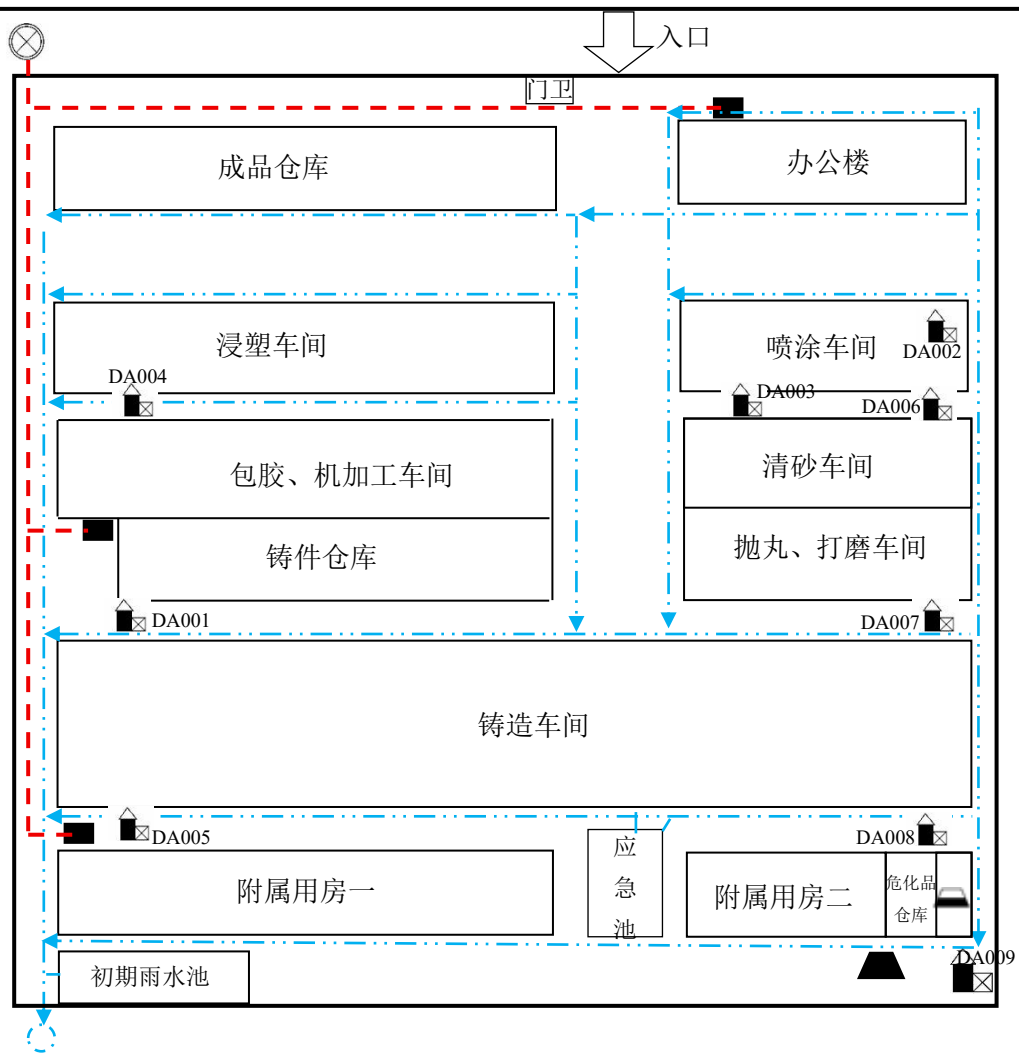 入口
门卫
成品仓库
办公楼
浸塑车间
喷涂车间
DA002
DA004
DA003
DA006
包胶、机加工车间
清砂车间
铸件仓库
抛丸、打磨车间
DA001
DA007
铸造车间
DA005
DA008
附属用房一
应
急
池
附属用房二
危化品
仓库
DA009
初期雨水池